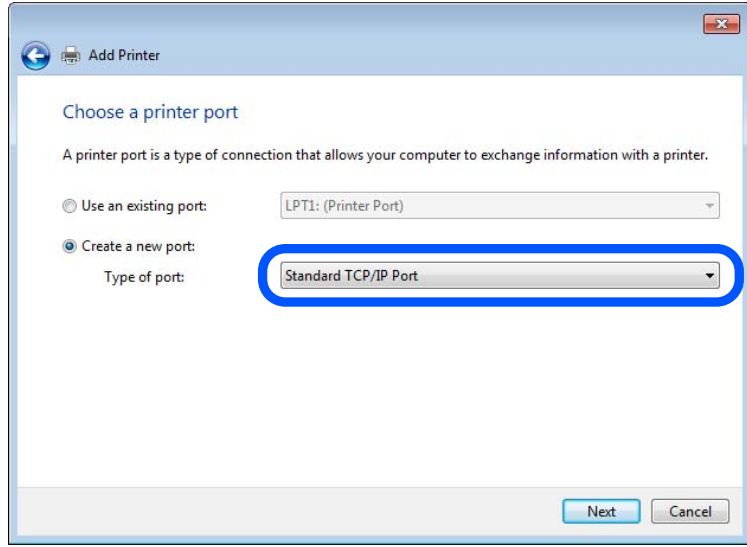 Add Printer
Choose a printer port
A printer port is a type of connection that allows your computer to exchange information with a printer.
Use an existing port: LPT1: (Printer Port)
Create a new port:
Type of port: Standard TCP/IP Port
Next Cancel